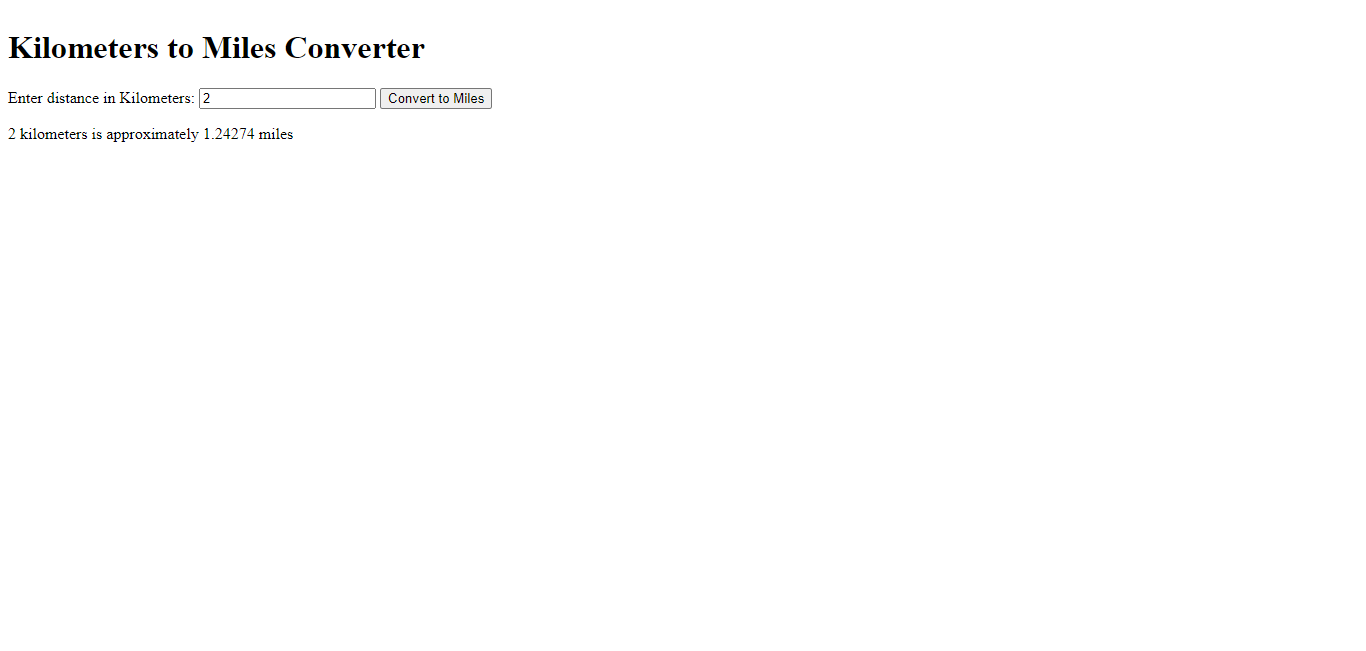 Kilometers to Miles Converter
Enter distance in Kilometers: 2 Convert to Miles
2 kilometers is approximately 1.24274 miles